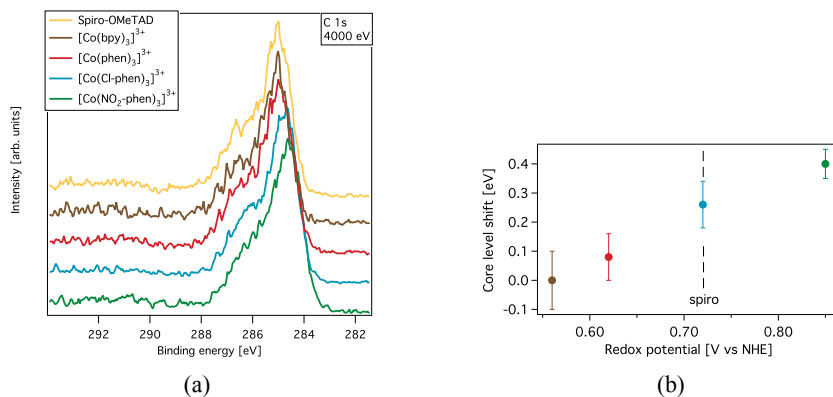 Spiro-OMeTAD
[Co(bpy)₃]³⁺
[Co(phen)₃]³⁺
[Co(Cl-phen)₃]³⁺
[Co(NO₂-phen)₃]³⁺
C 1s
4000 eV
Intensity [arb. units]
292 290 288 286 284 282
Binding energy [eV]
(a)
Core level shift [eV]
0.4
0.3
0.2
0.1
0.0
-0.1
spiro
0.60 0.70 0.80
Redox potential [V vs NHE]
(b)